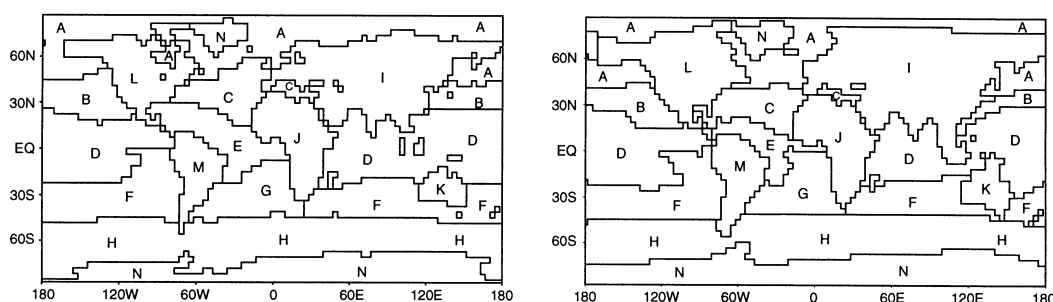 A N A A
60N
L A I A
30N B C C B
EQ D E J D D
M
30S F G F K F
60S H H H
N N
180 120W 60W 0 60E 120E 180
A N A A
60N L I
A A
30N B C C B
EQ D E J D D
M
30S F G F K F
60S H H H
N N
180 120W 60W 0 60E 120E 180